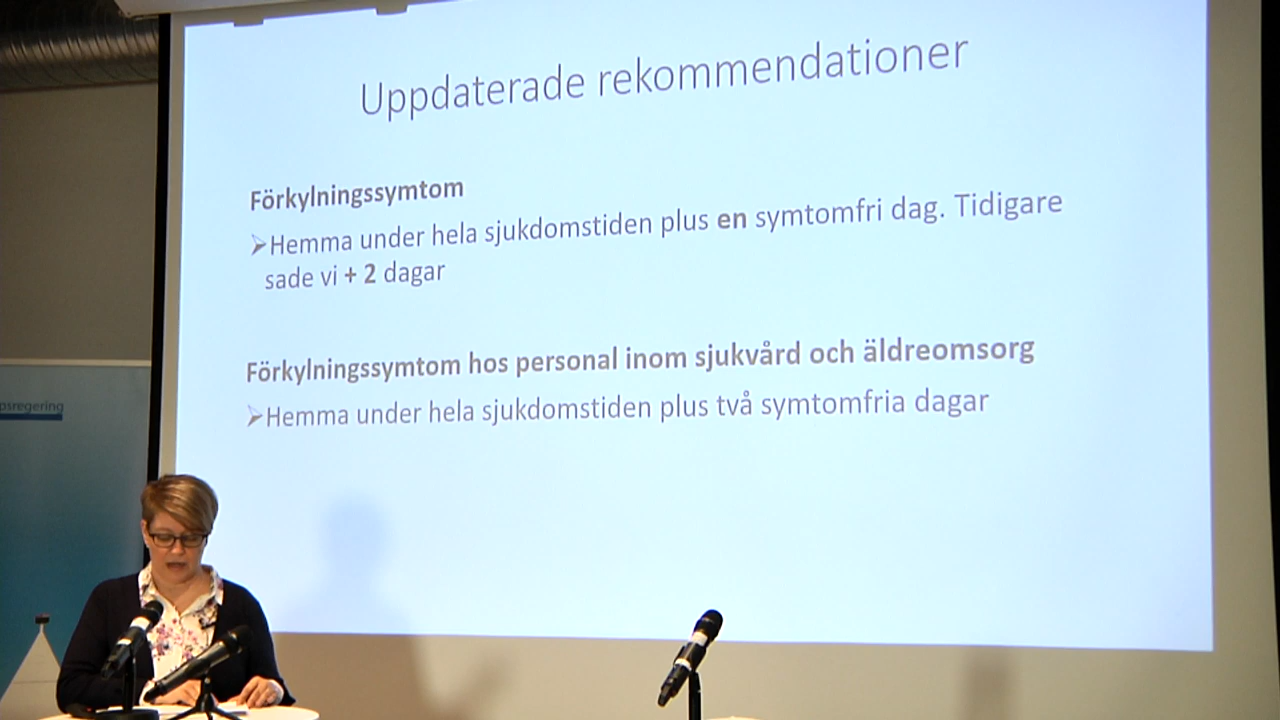 Uppdaterade rekommendationer
Förkylningssymtom
➢Hemma under hela sjukdomstiden plus en symtomfri dag. Tidigare
sade vi + 2 dagar
Förkylningssymtom hos personal inom sjukvård och äldreomsorg
➢Hemma under hela sjukdomstiden plus två symtomfria dagar
psregering